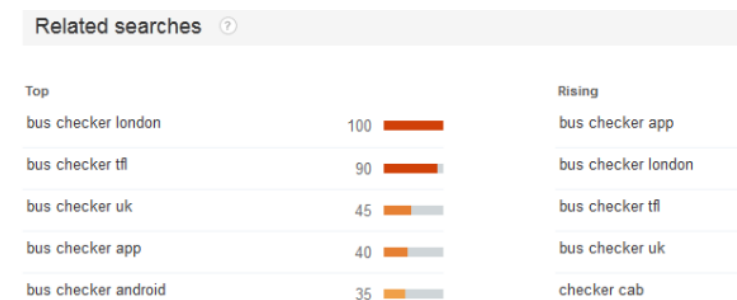 Related searches ?
Top Rising
bus checker london 100 bus checker app
bus checker tfl 90 bus checker london
bus checker uk 45 bus checker tfl
bus checker app 40 bus checker uk
bus checker android 35 checker cab